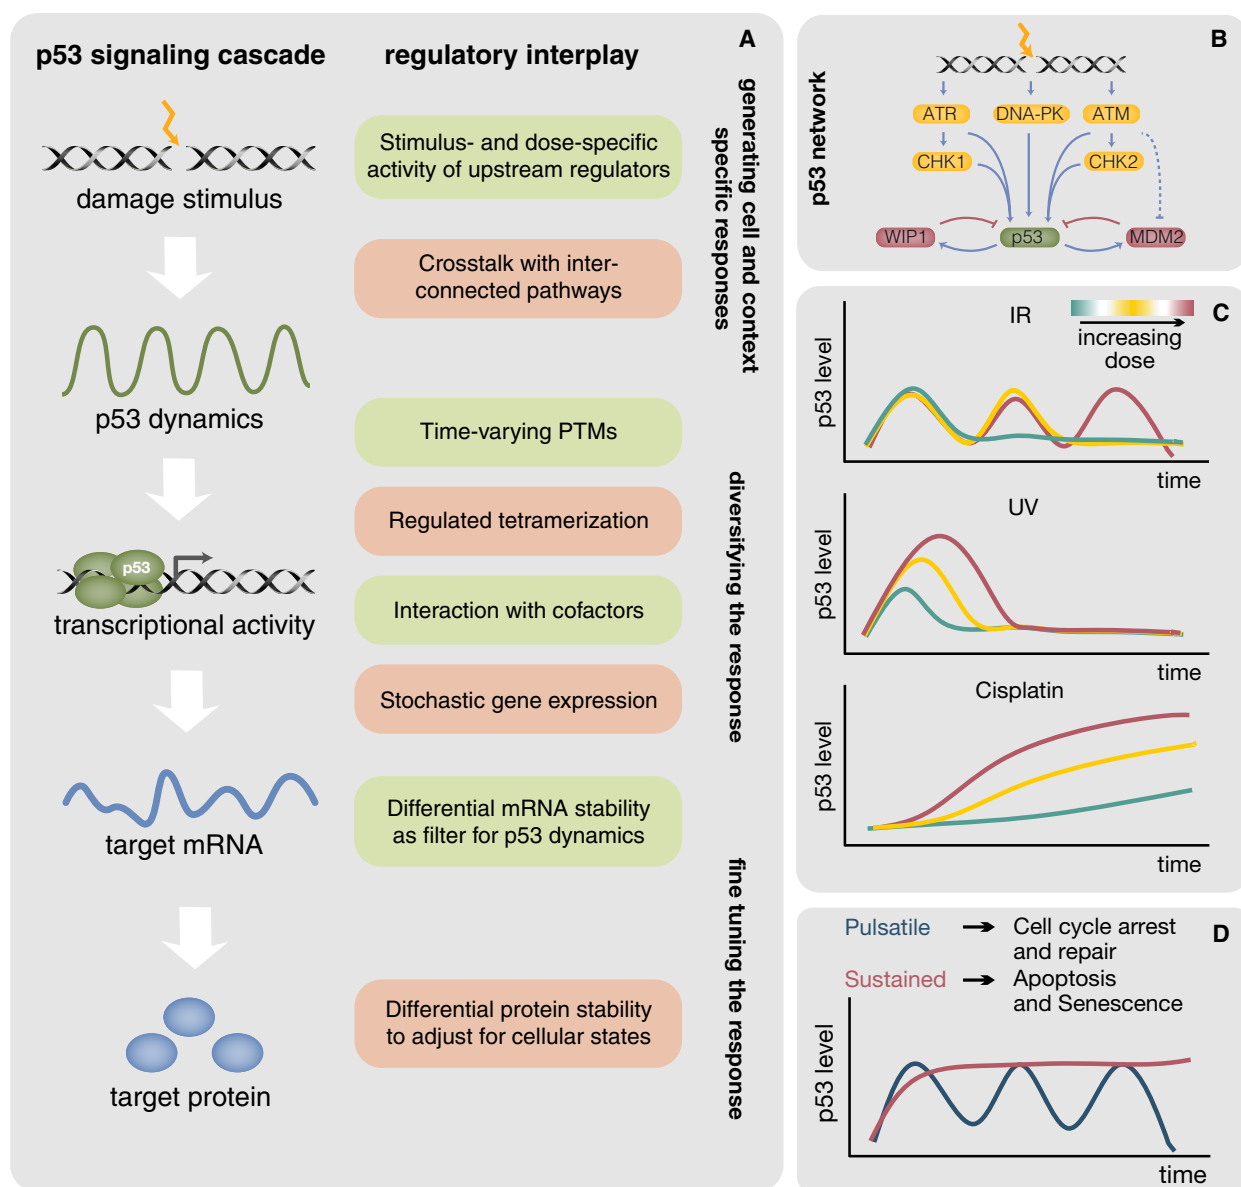 A
p53 signaling cascade
regulatory interplay
damage stimulus
p53 dynamics
p53
transcriptional activity
target mRNA
target protein
Stimulus- and dose-specific
activity of upstream regulators
Crosstalk with inter-
connected pathways
Time-varying PTMs
Regulated tetramerization
Interaction with cofactors
Stochastic gene expression
Differential mRNA stability
as filter for p53 dynamics
Differential protein stability
to adjust for cellular states
generating cell and context
specific responses
diversifying the response
fine tuning the response
B
p53 network
ATR
DNA-PK
ATM
CHK1
CHK2
WIP1
p53
MDM2
C
IR
increasing
dose
p53 level
time
UV
p53 level
time
Cisplatin
p53 level
time
D
Pulsatile
Cell cycle arrest
and repair
Sustained
Apoptosis
and Senescence
p53 level
time